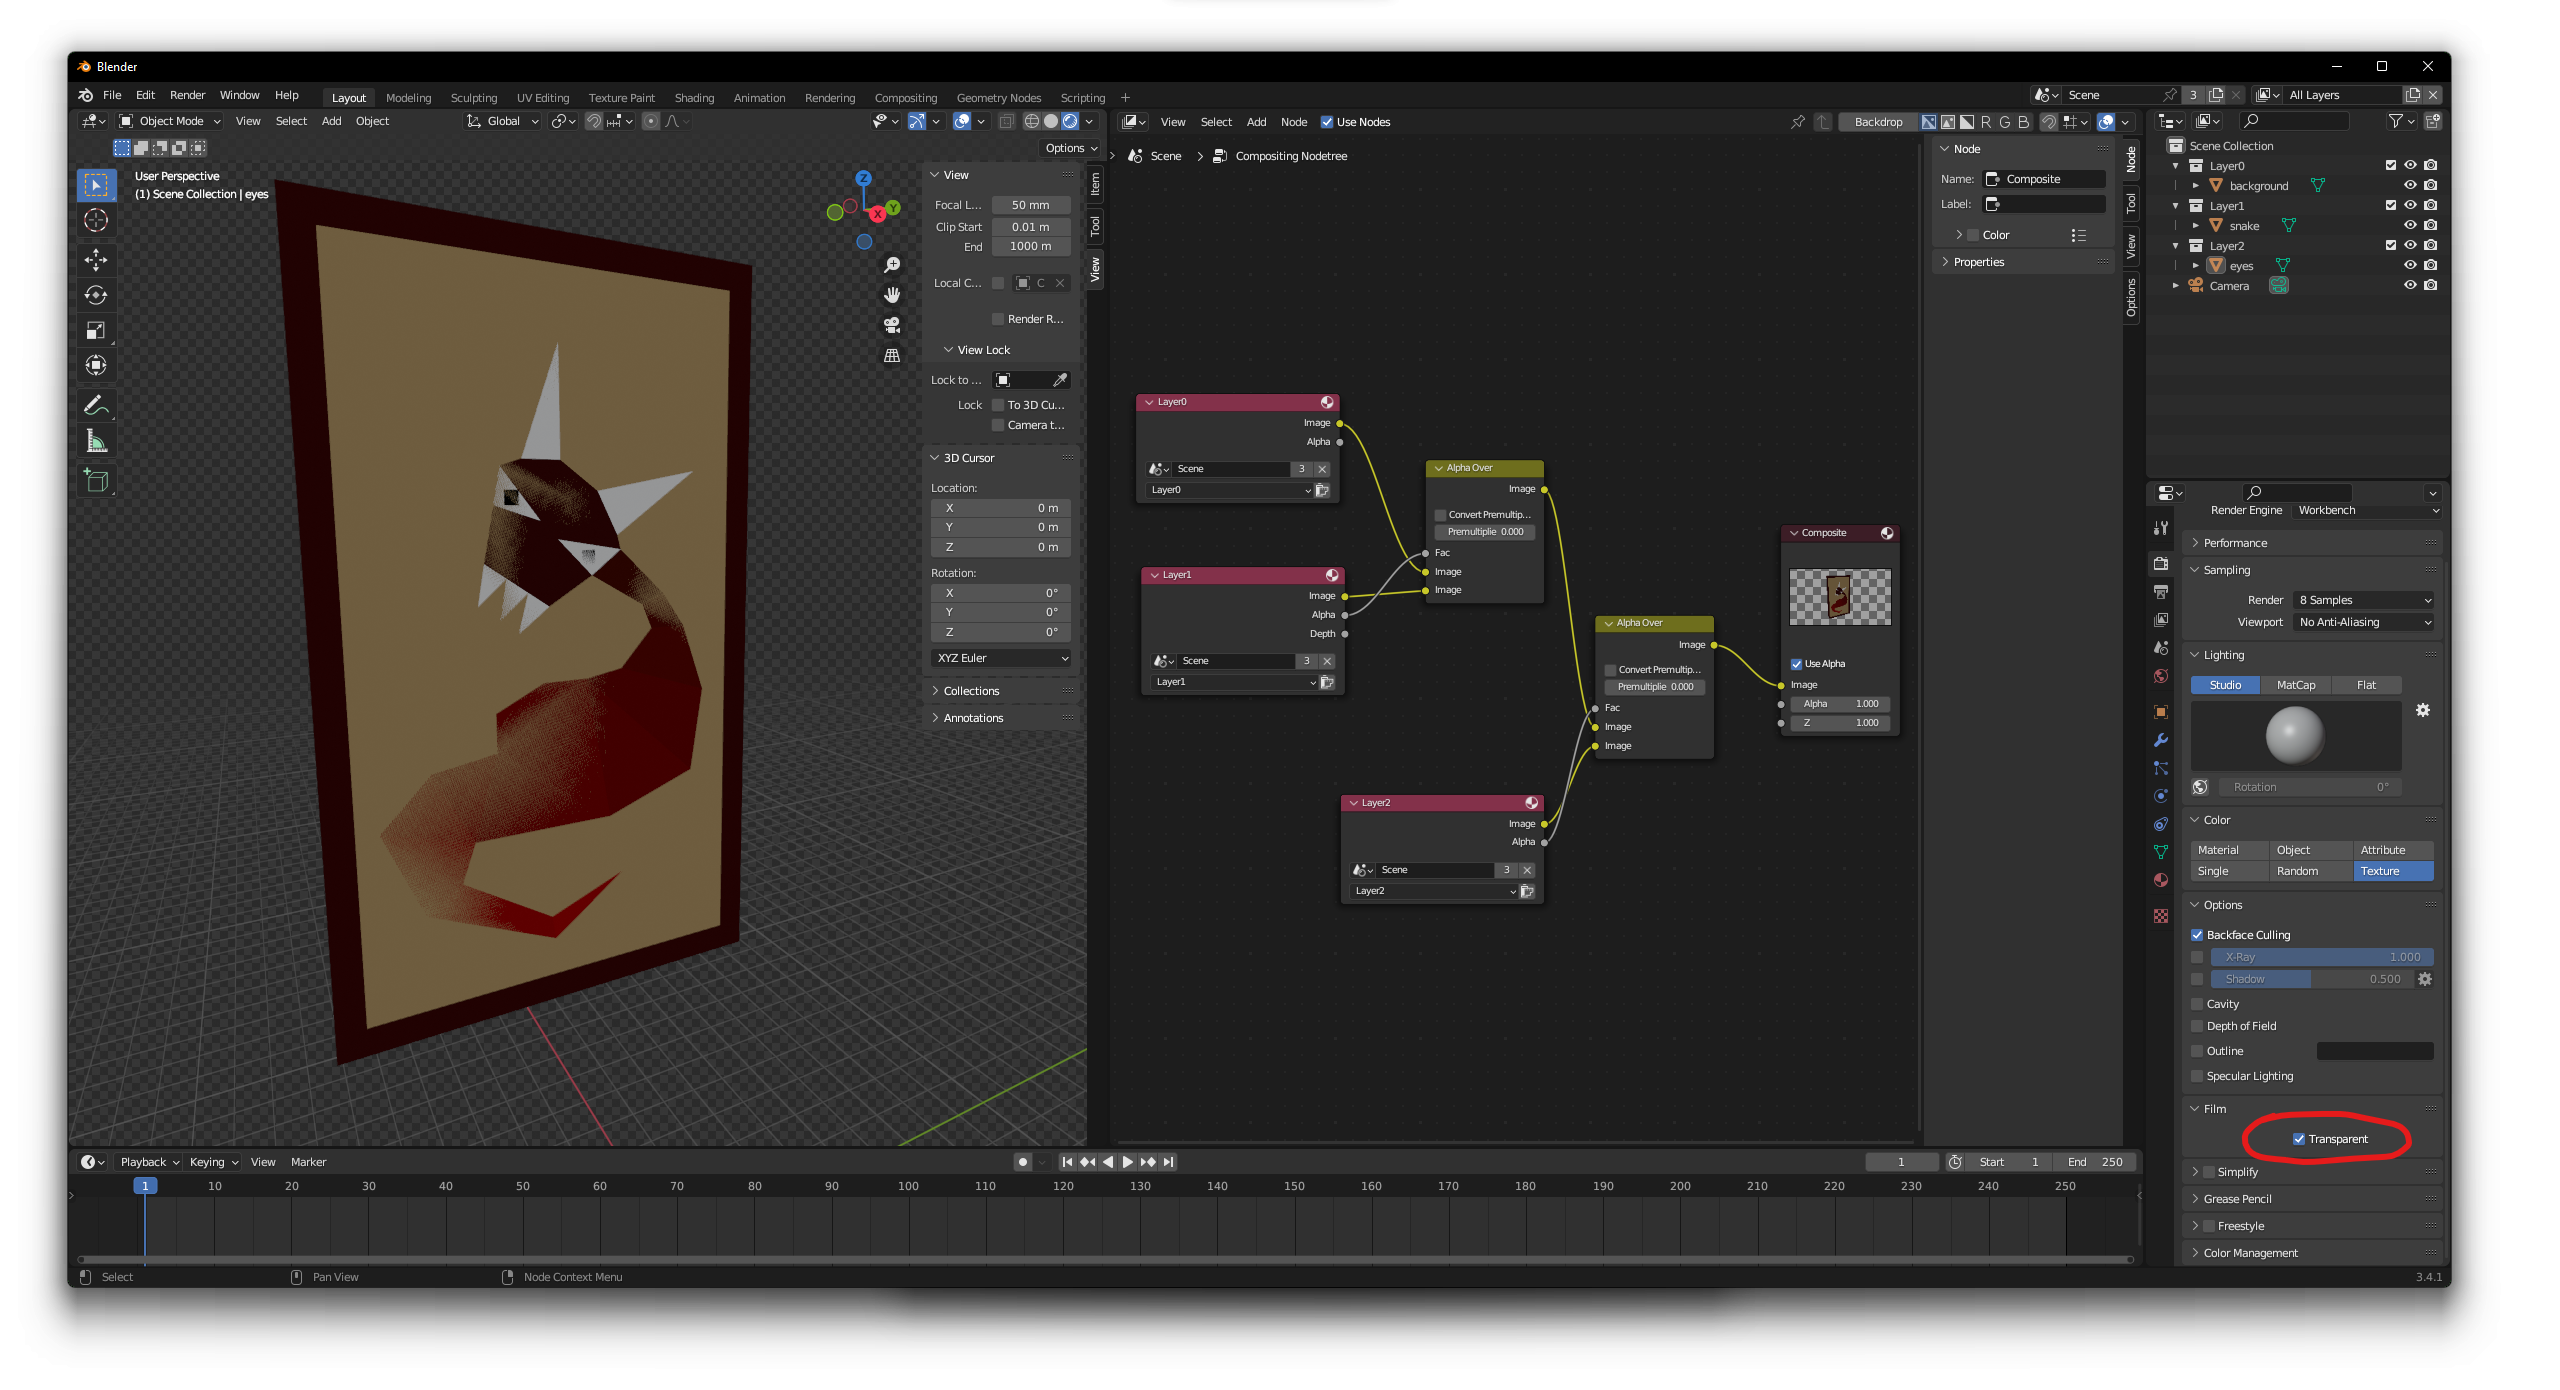 Blender
File Edit Render Window Help Layout Modeling Sculpting UV Editing Texture Paint Shading Animation Rendering Compositing Geometry Nodes Scripting + Scene 3 All Layers
Object Mode View Select Add Object Global
Options
User Perspective
(1) Scene Collection | eyes
Z
X
Y
View
Focal L... 50 mm
Clip Start 0.01 m
End 1000 m
Local C... C
Render R...
View Lock
Lock to ...
Lock To 3D Cu...
Camera t...
3D Cursor
Location:
X 0 m
Y 0 m
Z 0 m
Rotation:
X 0°
Y 0°
Z 0°
XYZ Euler
Collections
Annotations
Item
Tool
View
View Select Add Node Use Nodes Backdrop R G B
Scene > Compositing Nodetree
Layer0
Image
Alpha
Scene 3
Layer0
Layer1
Image
Alpha
Depth
Scene 3
Layer1
Alpha Over
Image
Convert Premultip...
Premultiplie 0.000
Fac
Image
Image
Layer2
Image
Alpha
Scene 3
Layer2
Alpha Over
Image
Convert Premultip...
Premultiplie 0.000
Fac
Image
Image
Composite
Use Alpha
Image
Alpha 1.000
Z 1.000
Node
Name: Composite
Label:
Color
Properties
Node
Tool
View
Options
Scene Collection
Layer0
background
Layer1
snake
Layer2
eyes
Camera
Render Engine Workbench
Performance
Sampling
Render 8 Samples
Viewport No Anti-Aliasing
Lighting
Studio MatCap Flat
Rotation 0°
Color
Material Object Attribute
Single Random Texture
Options
Backface Culling
X-Ray 1.000
Shadow 0.500
Cavity
Depth of Field
Outline
Specular Lighting
Film
Transparent
Simplify
Grease Pencil
Freestyle
Color Management
Playback Keying View Marker 1 Start 1 End 250
1 10 20 30 40 50 60 70 80 90 100 110 120 130 140 150 160 170 180 190 200 210 220 230 240 250
Select Pan View Node Context Menu 3.4.1